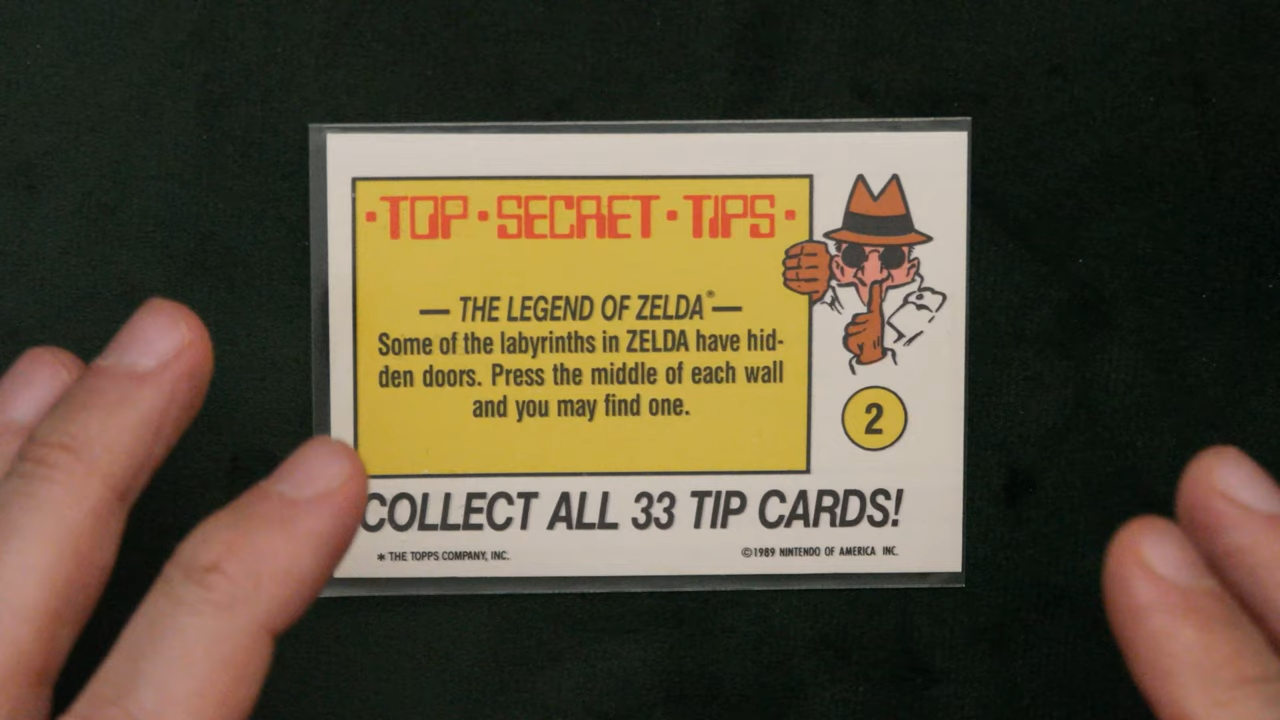 ·TOP·SECRET·TIPS·
— THE LEGEND OF ZELDA® —
Some of the labyrinths in ZELDA have hid-
den doors. Press the middle of each wall
and you may find one.
2
COLLECT ALL 33 TIP CARDS!
* THE TOPPS COMPANY, INC.
©1989 NINTENDO OF AMERICA INC.